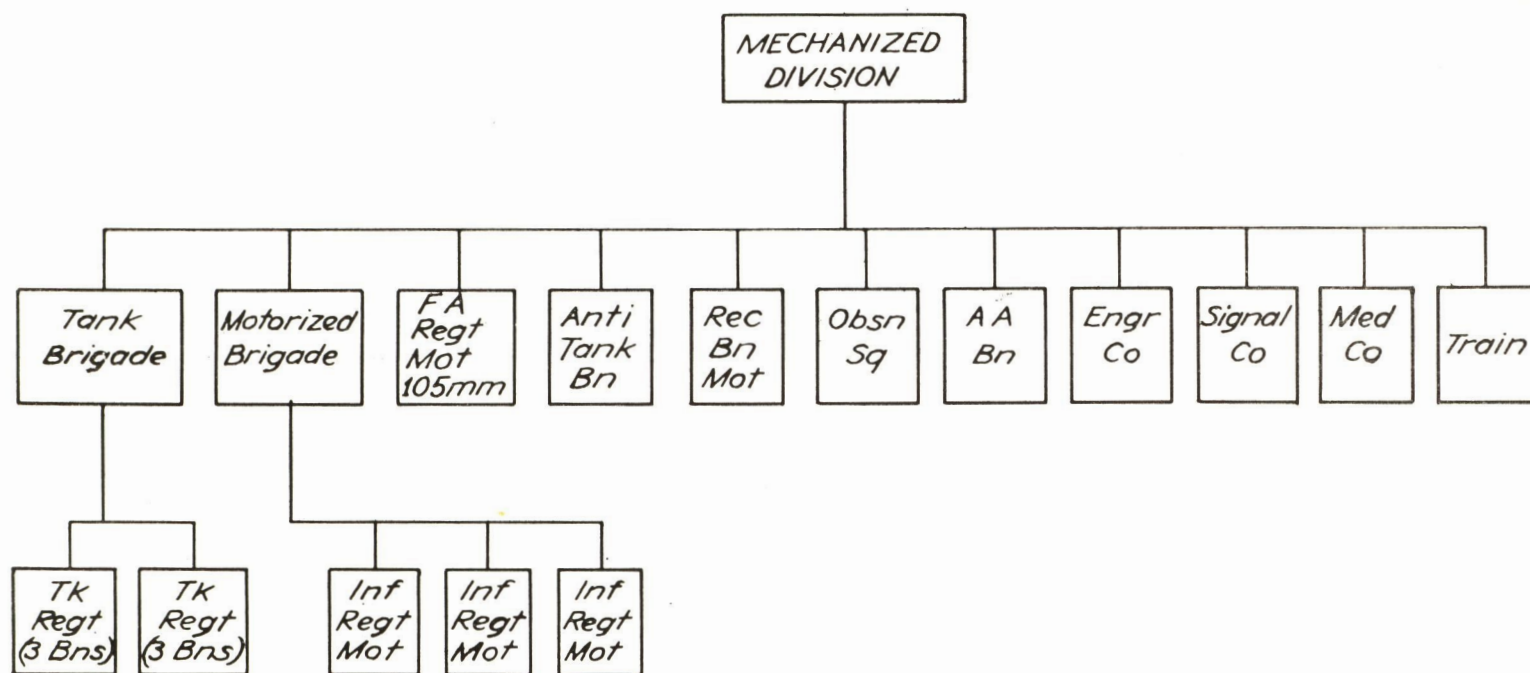 MECHANIZED
DIVISION
Tank
Brigade
Motorized
Brigade
F A
Regt
Mot
105mm
Anti
Tank
Bn
Rec
Bn
Mot
Obsn
Sq
A A
Bn
Engr
Co
Signal
Co
Med
Co
Train
Tk
Regt
(3 Bns)
Tk
Regt
(3 Bns)
Inf
Regt
Mot
Inf
Regt
Mot
Inf
Regt
Mot